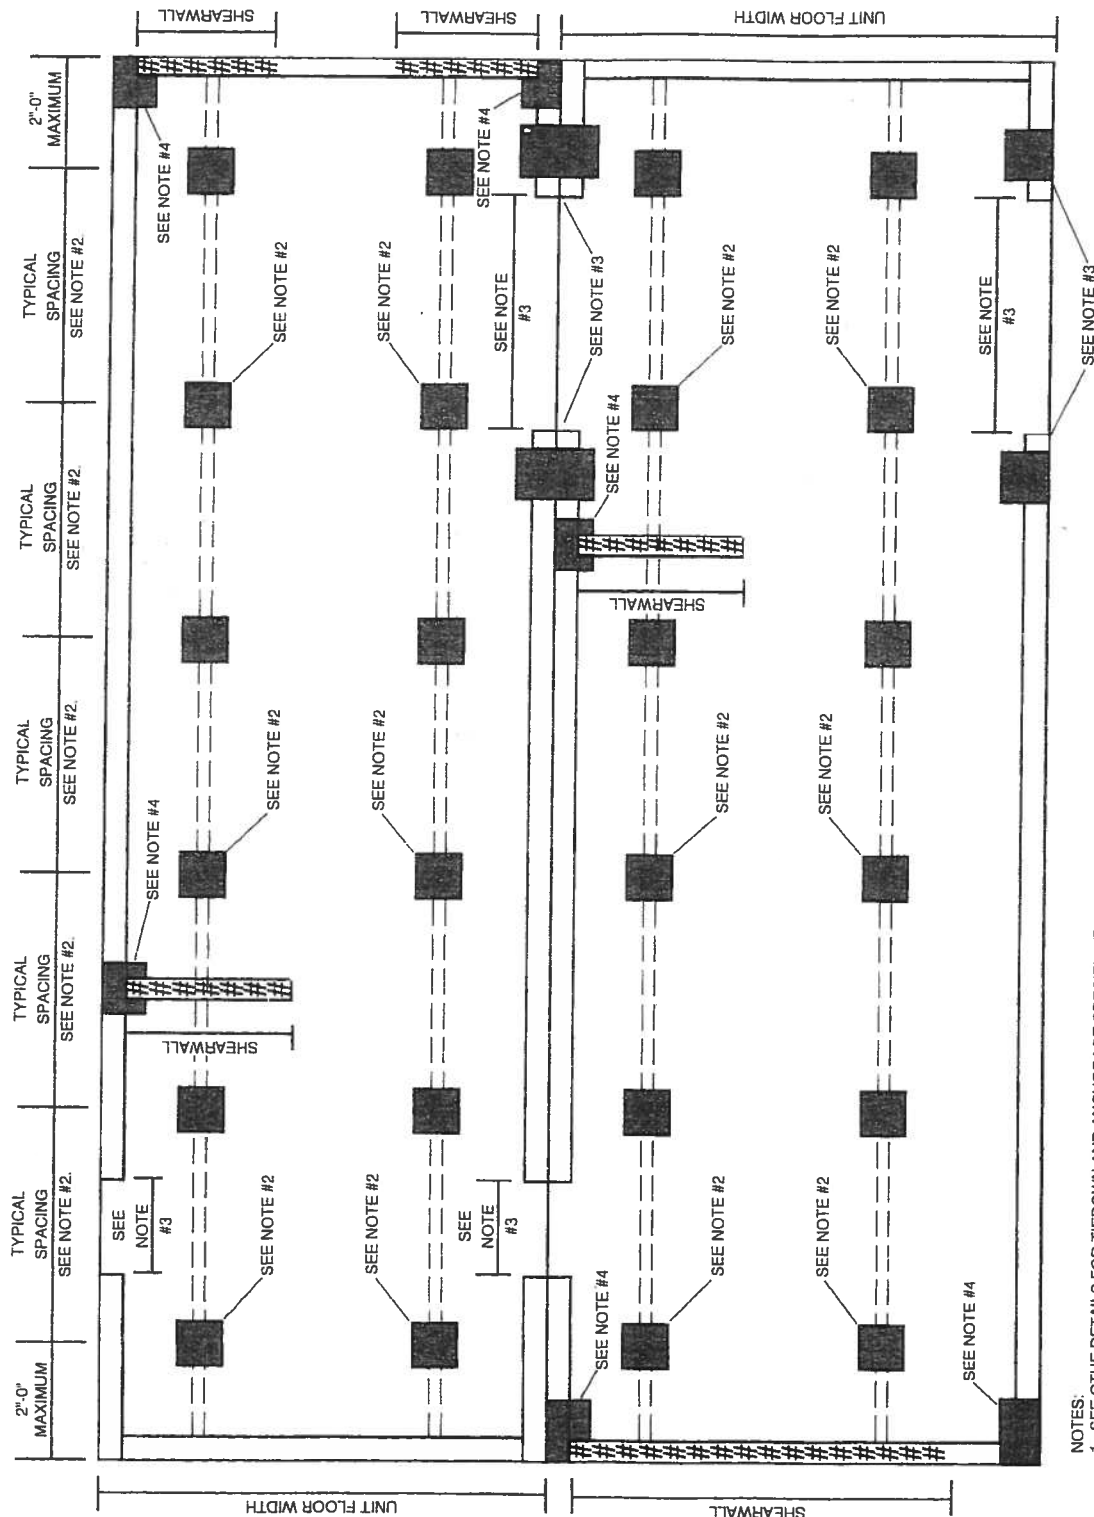 SHEARWALL
SHEARWALL
UNIT FLOOR WIDTH
2"-0"
MAXIMUM
TYPICAL
SPACING
SEE NOTE #2.
TYPICAL
SPACING
SEE NOTE #2.
TYPICAL
SPACING
SEE NOTE #2.
TYPICAL
SPACING
SEE NOTE #2.
TYPICAL
SPACING
SEE NOTE #2.
2"-0"
MAXIMUM
SEE NOTE #4
SEE NOTE #4
SEE NOTE #2
SEE NOTE #2
SEE NOTE
#3
SEE NOTE #3
SEE NOTE #2
SEE NOTE #2
SEE NOTE
#3
SEE NOTE #3
SEE NOTE #4
SHEARWALL
SEE NOTE #2
SEE NOTE #2
SEE NOTE #2
SEE NOTE #2
SEE NOTE #4
SHEARWALL
SEE
NOTE
#3
SEE NOTE #2
SEE NOTE #2
SEE
NOTE
#3
SEE NOTE #2
SEE NOTE #2
SEE NOTE #4
SEE NOTE #4
UNIT FLOOR WIDTH
SHEARWALL
NOTES: